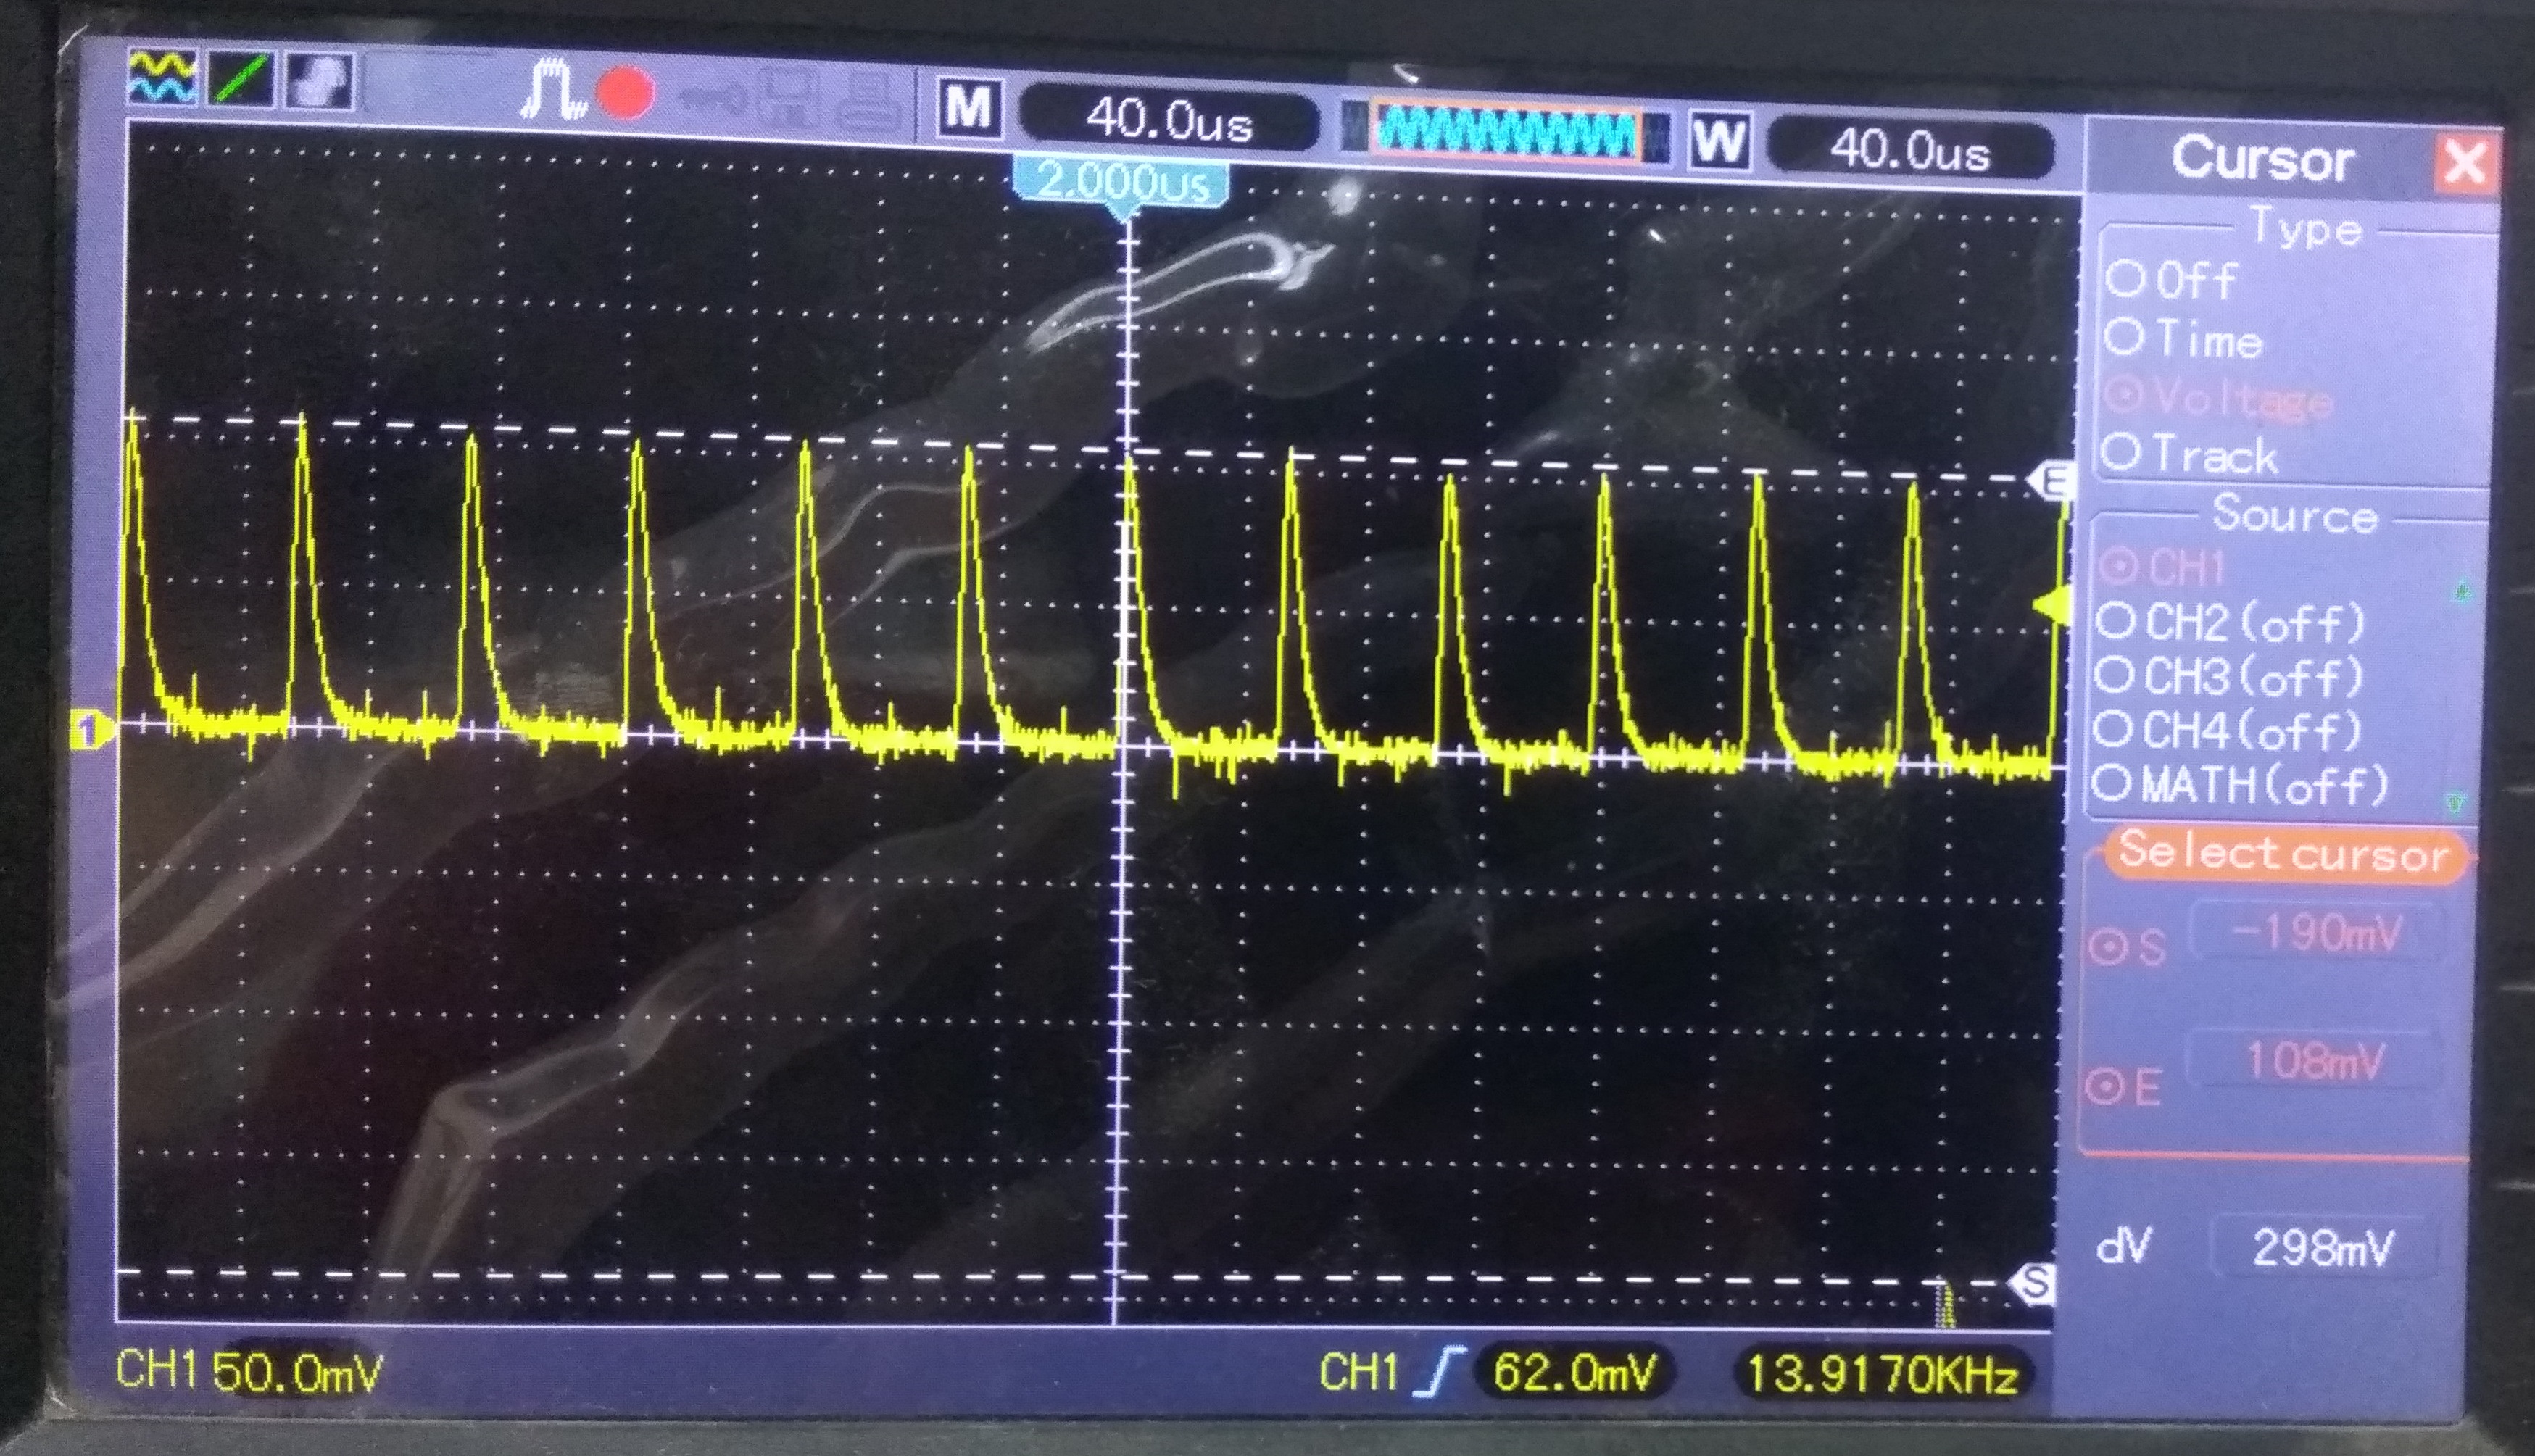 M 40.0us W 40.0us
2.000us
Cursor X
Type
Off
Time
Voltage
Track
E
Source
CH1
CH2(off)
CH3(off)
CH4(off)
MATH(off)
1
Select cursor
S -190mV
E 108mV
dV 298mV
S
CH1 50.0mV CH1 62.0mV 13.9170KHz